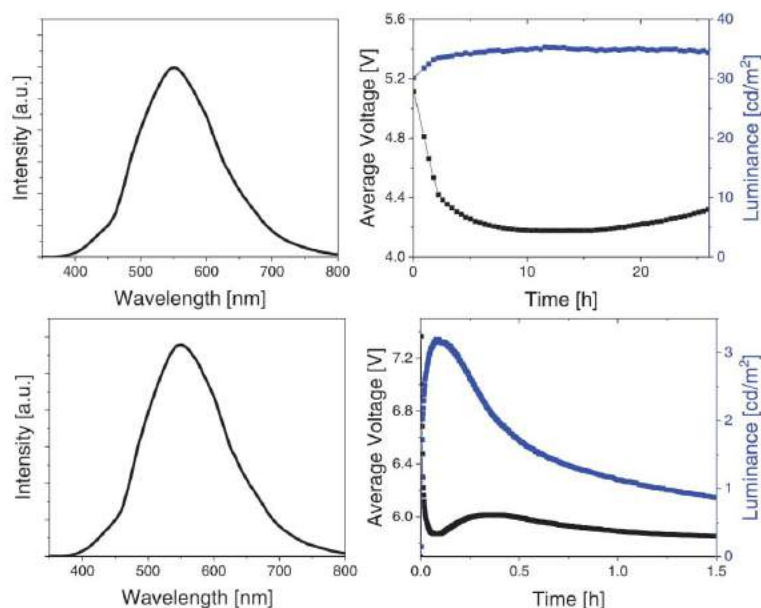 Intensity [a.u.]
400 500 600 700 800
Wavelength [nm]
Average Voltage [V]
5.6
5.2
4.8
4.4
4.0
0 10 20
Time [h]
40
30
20
10
0
Luminance [cd/m²]
Intensity [a.u.]
400 500 600 700 800
Wavelength [nm]
Average Voltage [V]
7.2
6.8
6.4
6.0
0.0 0.5 1.0 1.5
Time [h]
3
2
1
0
Luminance [cd/m²]